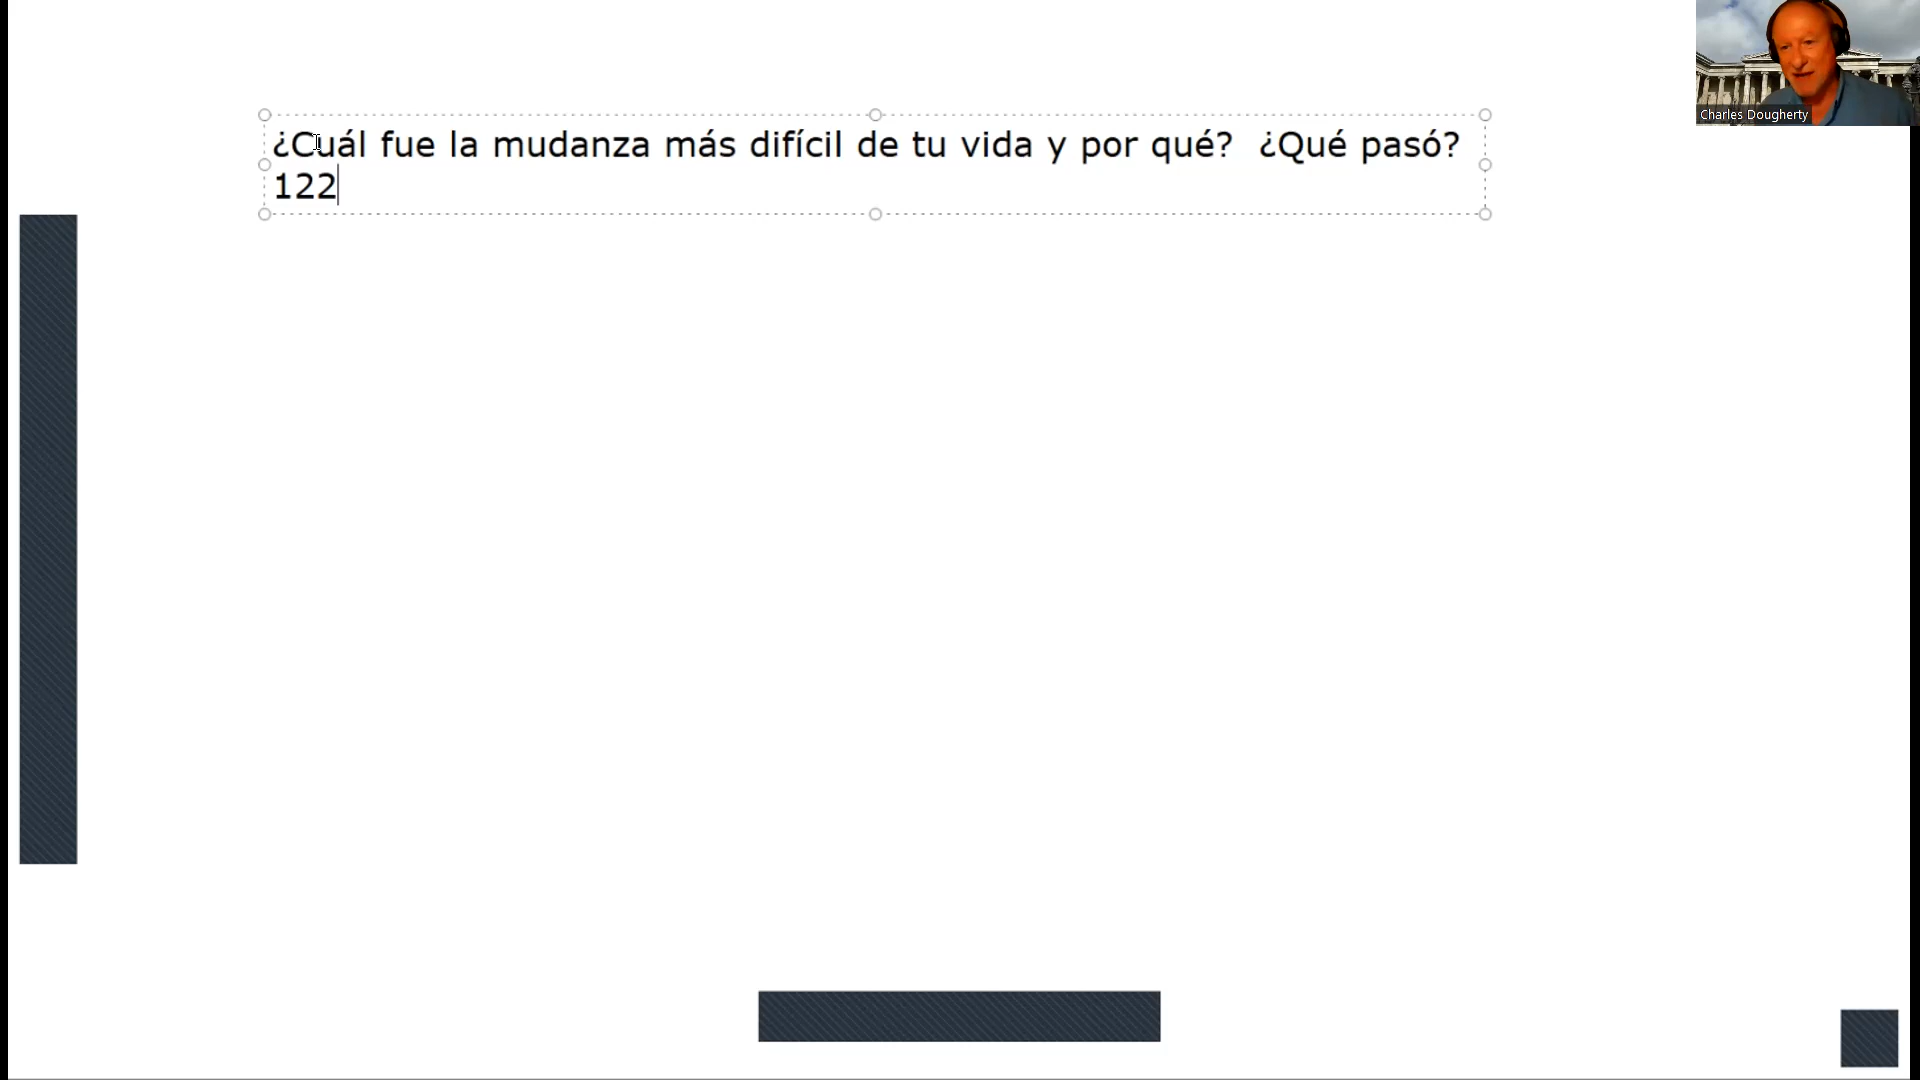 ¿Cuál fue la mudanza más difícil de tu vida y por qué?  ¿Qué pasó?
122
Charles Dougherty